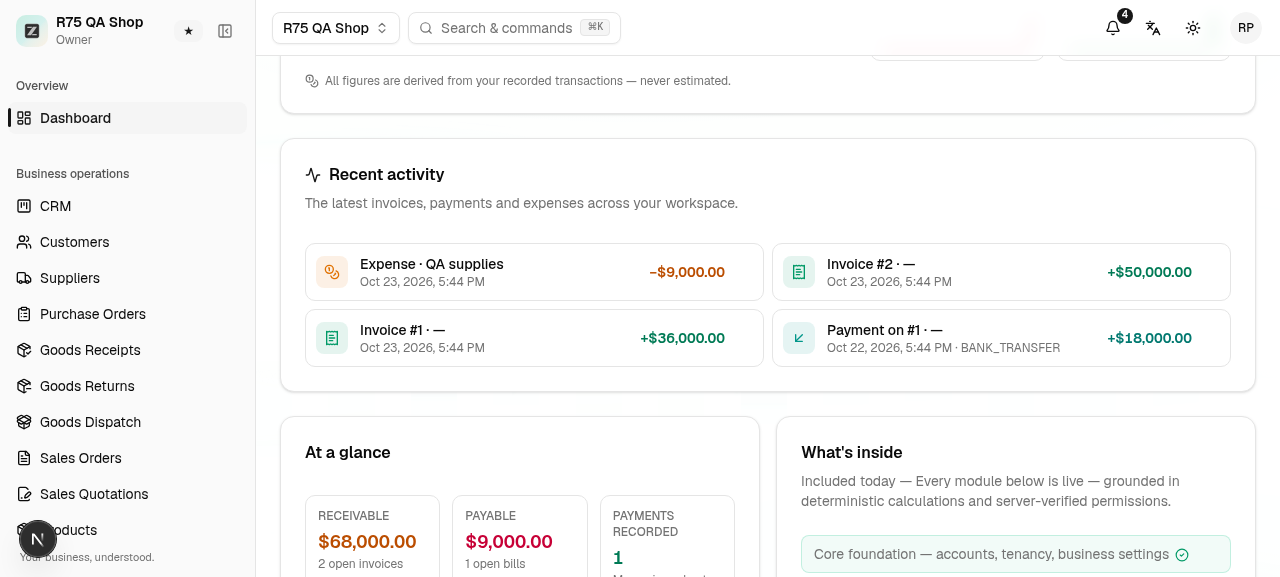 R75 QA Shop
Owner
Overview
Dashboard
Business operations
CRM
Customers
Suppliers
Purchase Orders
Goods Receipts
Goods Returns
Goods Dispatch
Sales Orders
Sales Quotations
oducts
N
Your business, understood.
R75 QA Shop
Search & commands
⌘K
4
RP
All figures are derived from your recorded transactions — never estimated.
Recent activity
The latest invoices, payments and expenses across your workspace.
Expense · QA supplies
Oct 23, 2026, 5:44 PM
−$9,000.00
Invoice #2 · —
Oct 23, 2026, 5:44 PM
+$50,000.00
Invoice #1 · —
Oct 23, 2026, 5:44 PM
+$36,000.00
Payment on #1 · —
Oct 22, 2026, 5:44 PM · BANK_TRANSFER
+$18,000.00
At a glance
RECEIVABLE
$68,000.00
2 open invoices
PAYABLE
$9,000.00
1 open bills
PAYMENTS
RECORDED
1
What's inside
Included today — Every module below is live — grounded in
deterministic calculations and server-verified permissions.
Core foundation — accounts, tenancy, business settings